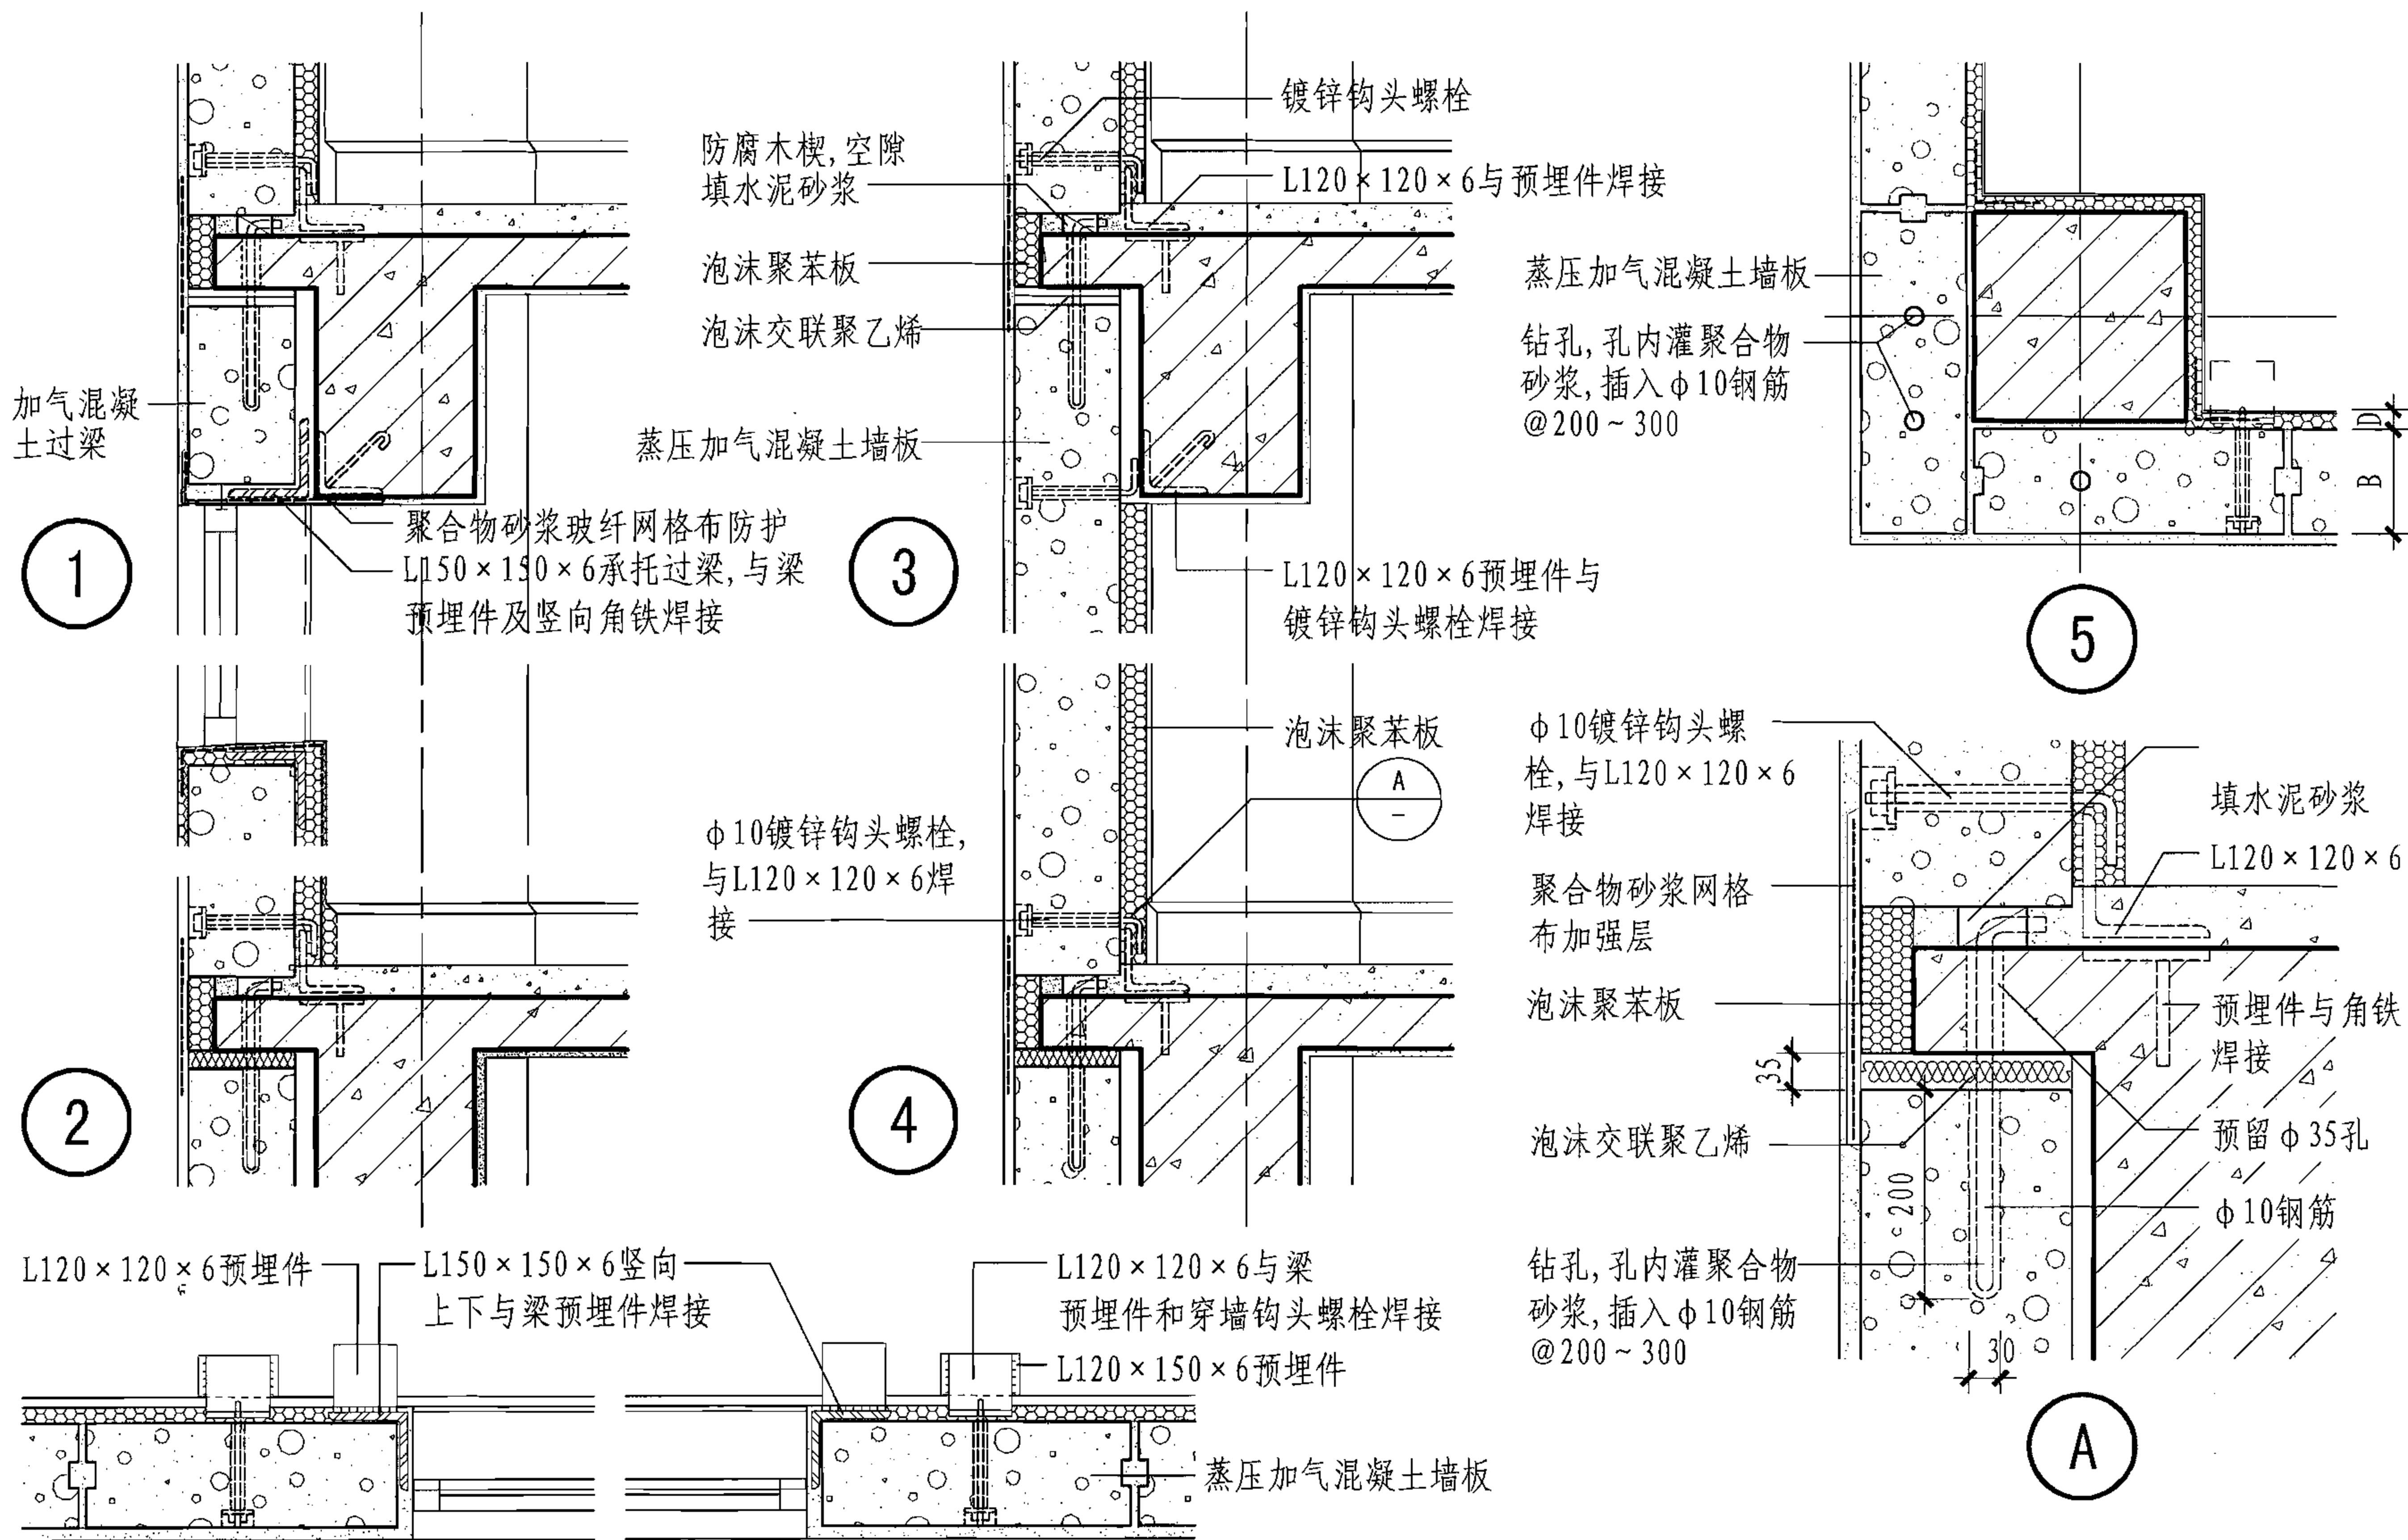 加气混凝
土过梁
①
聚合物砂浆玻纤网格布防护
L150×150×6承托过梁,与梁
预埋件及竖向角铁焊接
防腐木楔,空隙
填水泥砂浆
泡沫聚苯板
泡沫交联聚乙烯
蒸压加气混凝土墙板
③
镀锌钩头螺栓
L120×120×6与预埋件焊接
L120×120×6预埋件与
镀锌钩头螺栓焊接
蒸压加气混凝土墙板
钻孔,孔内灌聚合物
砂浆,插入φ10钢筋
@200~300
D
B
⑤
②
φ10镀锌钩头螺栓,
与L120×120×6焊
接
泡沫聚苯板
A
–
④
φ10镀锌钩头螺
栓,与L120×120×6
焊接
聚合物砂浆网格
布加强层
泡沫聚苯板
35
泡沫交联聚乙烯
200
钻孔,孔内灌聚合物
砂浆,插入φ10钢筋
@200~300
填水泥砂浆
L120×120×6
预埋件与角铁
焊接
预留φ35孔
φ10钢筋
30
A
L120×120×6预埋件
L150×150×6竖向
上下与梁预埋件焊接
L120×120×6与梁
预埋件和穿墙钩头螺栓焊接
L120×150×6预埋件
蒸压加气混凝土墙板